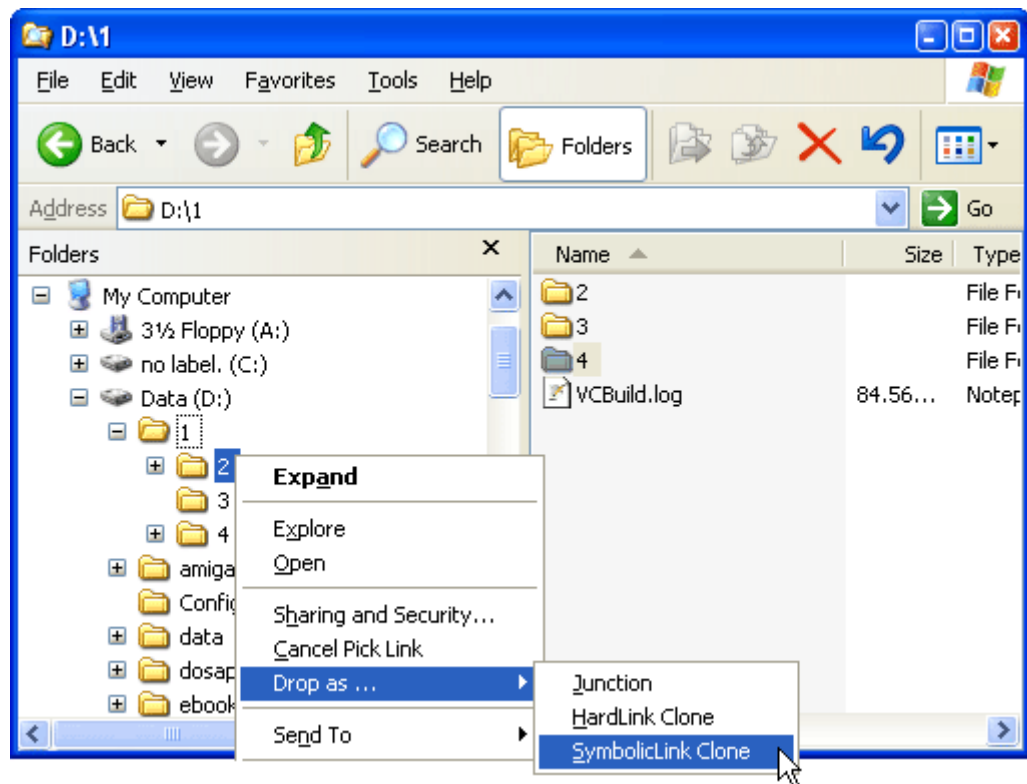 D:\1
File Edit View Favorites Tools Help
Back Search Folders
Address D:\1 Go
Folders
Name Size Type
My Computer
3½ Floppy (A:)
no label. (C:)
Data (D:)
1
2
3
4
amiga
Config
data
dosap
ebook
2 File Fo
3 File Fo
4 File Fo
VCBuild.log 84.56... Notep
Expand
Explore
Open
Sharing and Security...
Cancel Pick Link
Drop as ...
Send To
Junction
HardLink Clone
SymbolicLink Clone